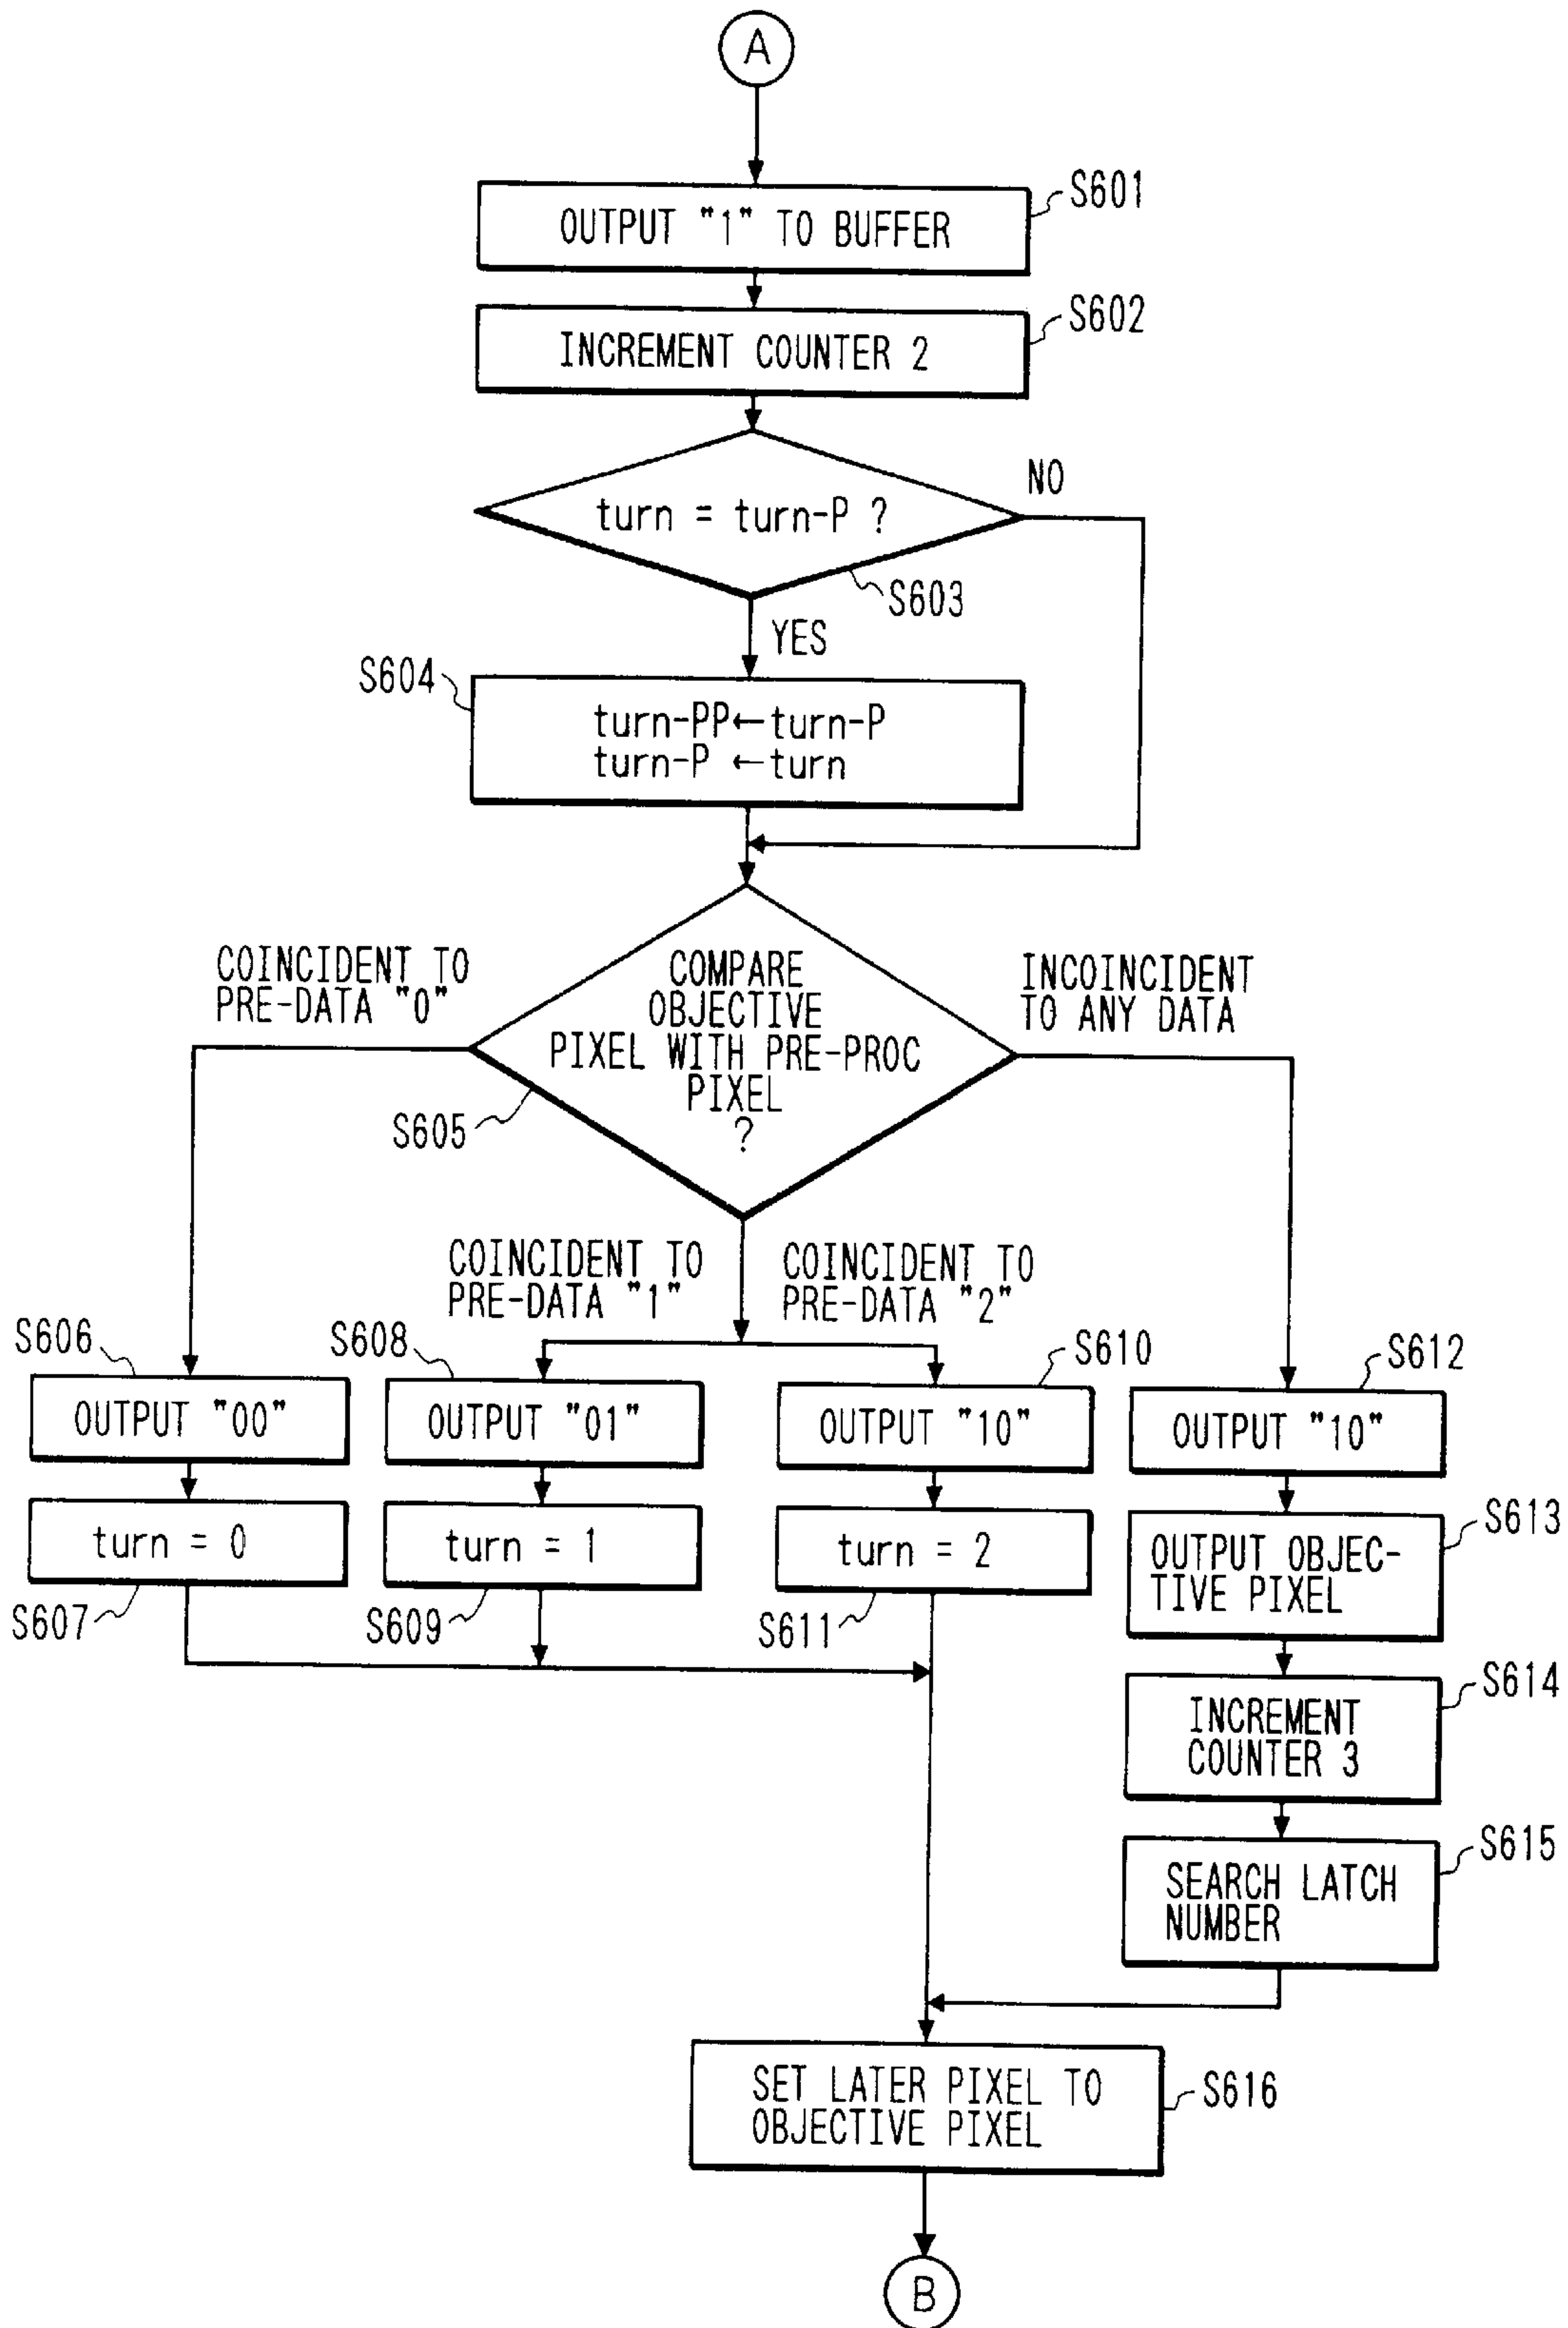 A
OUTPUT "1" TO BUFFER
S601
INCREMENT COUNTER 2
S602
turn = turn-P ?
NO
S603
YES
S604
turn-PP←turn-P
turn-P ←turn
COINCIDENT TO
PRE-DATA "0"
COMPARE
OBJECTIVE
PIXEL WITH PRE-PROC
PIXEL
?
INCOINCIDENT
TO ANY DATA
S605
COINCIDENT TO
PRE-DATA "1"
COINCIDENT TO
PRE-DATA "2"
S606
OUTPUT "00"
S608
OUTPUT "01"
S610
OUTPUT "10"
S612
OUTPUT "10"
turn = 0
S607
turn = 1
S609
turn = 2
S611
OUTPUT OBJEC-
TIVE PIXEL
S613
INCREMENT
COUNTER 3
S614
SEARCH LATCH
NUMBER
S615
SET LATER PIXEL TO
OBJECTIVE PIXEL
S616
B